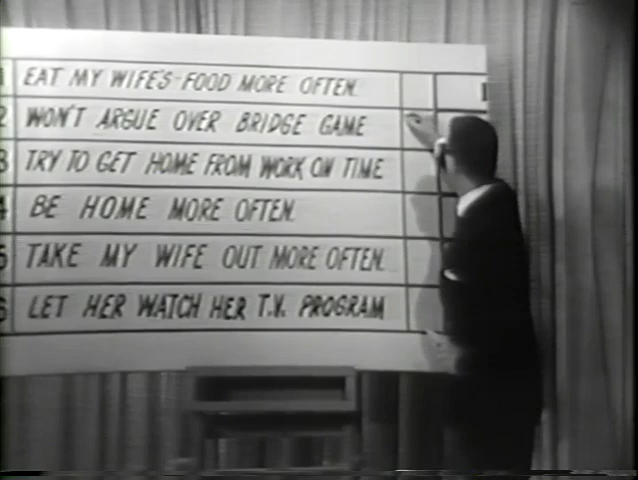 1 EAT MY WIFE'S FOOD MORE OFTEN.
2 WON'T ARGUE OVER BRIDGE GAME
3 TRY TO GET HOME FROM WORK ON TIME
4 BE HOME MORE OFTEN.
5 TAKE MY WIFE OUT MORE OFTEN.
6 LET HER WATCH HER T.V. PROGRAM